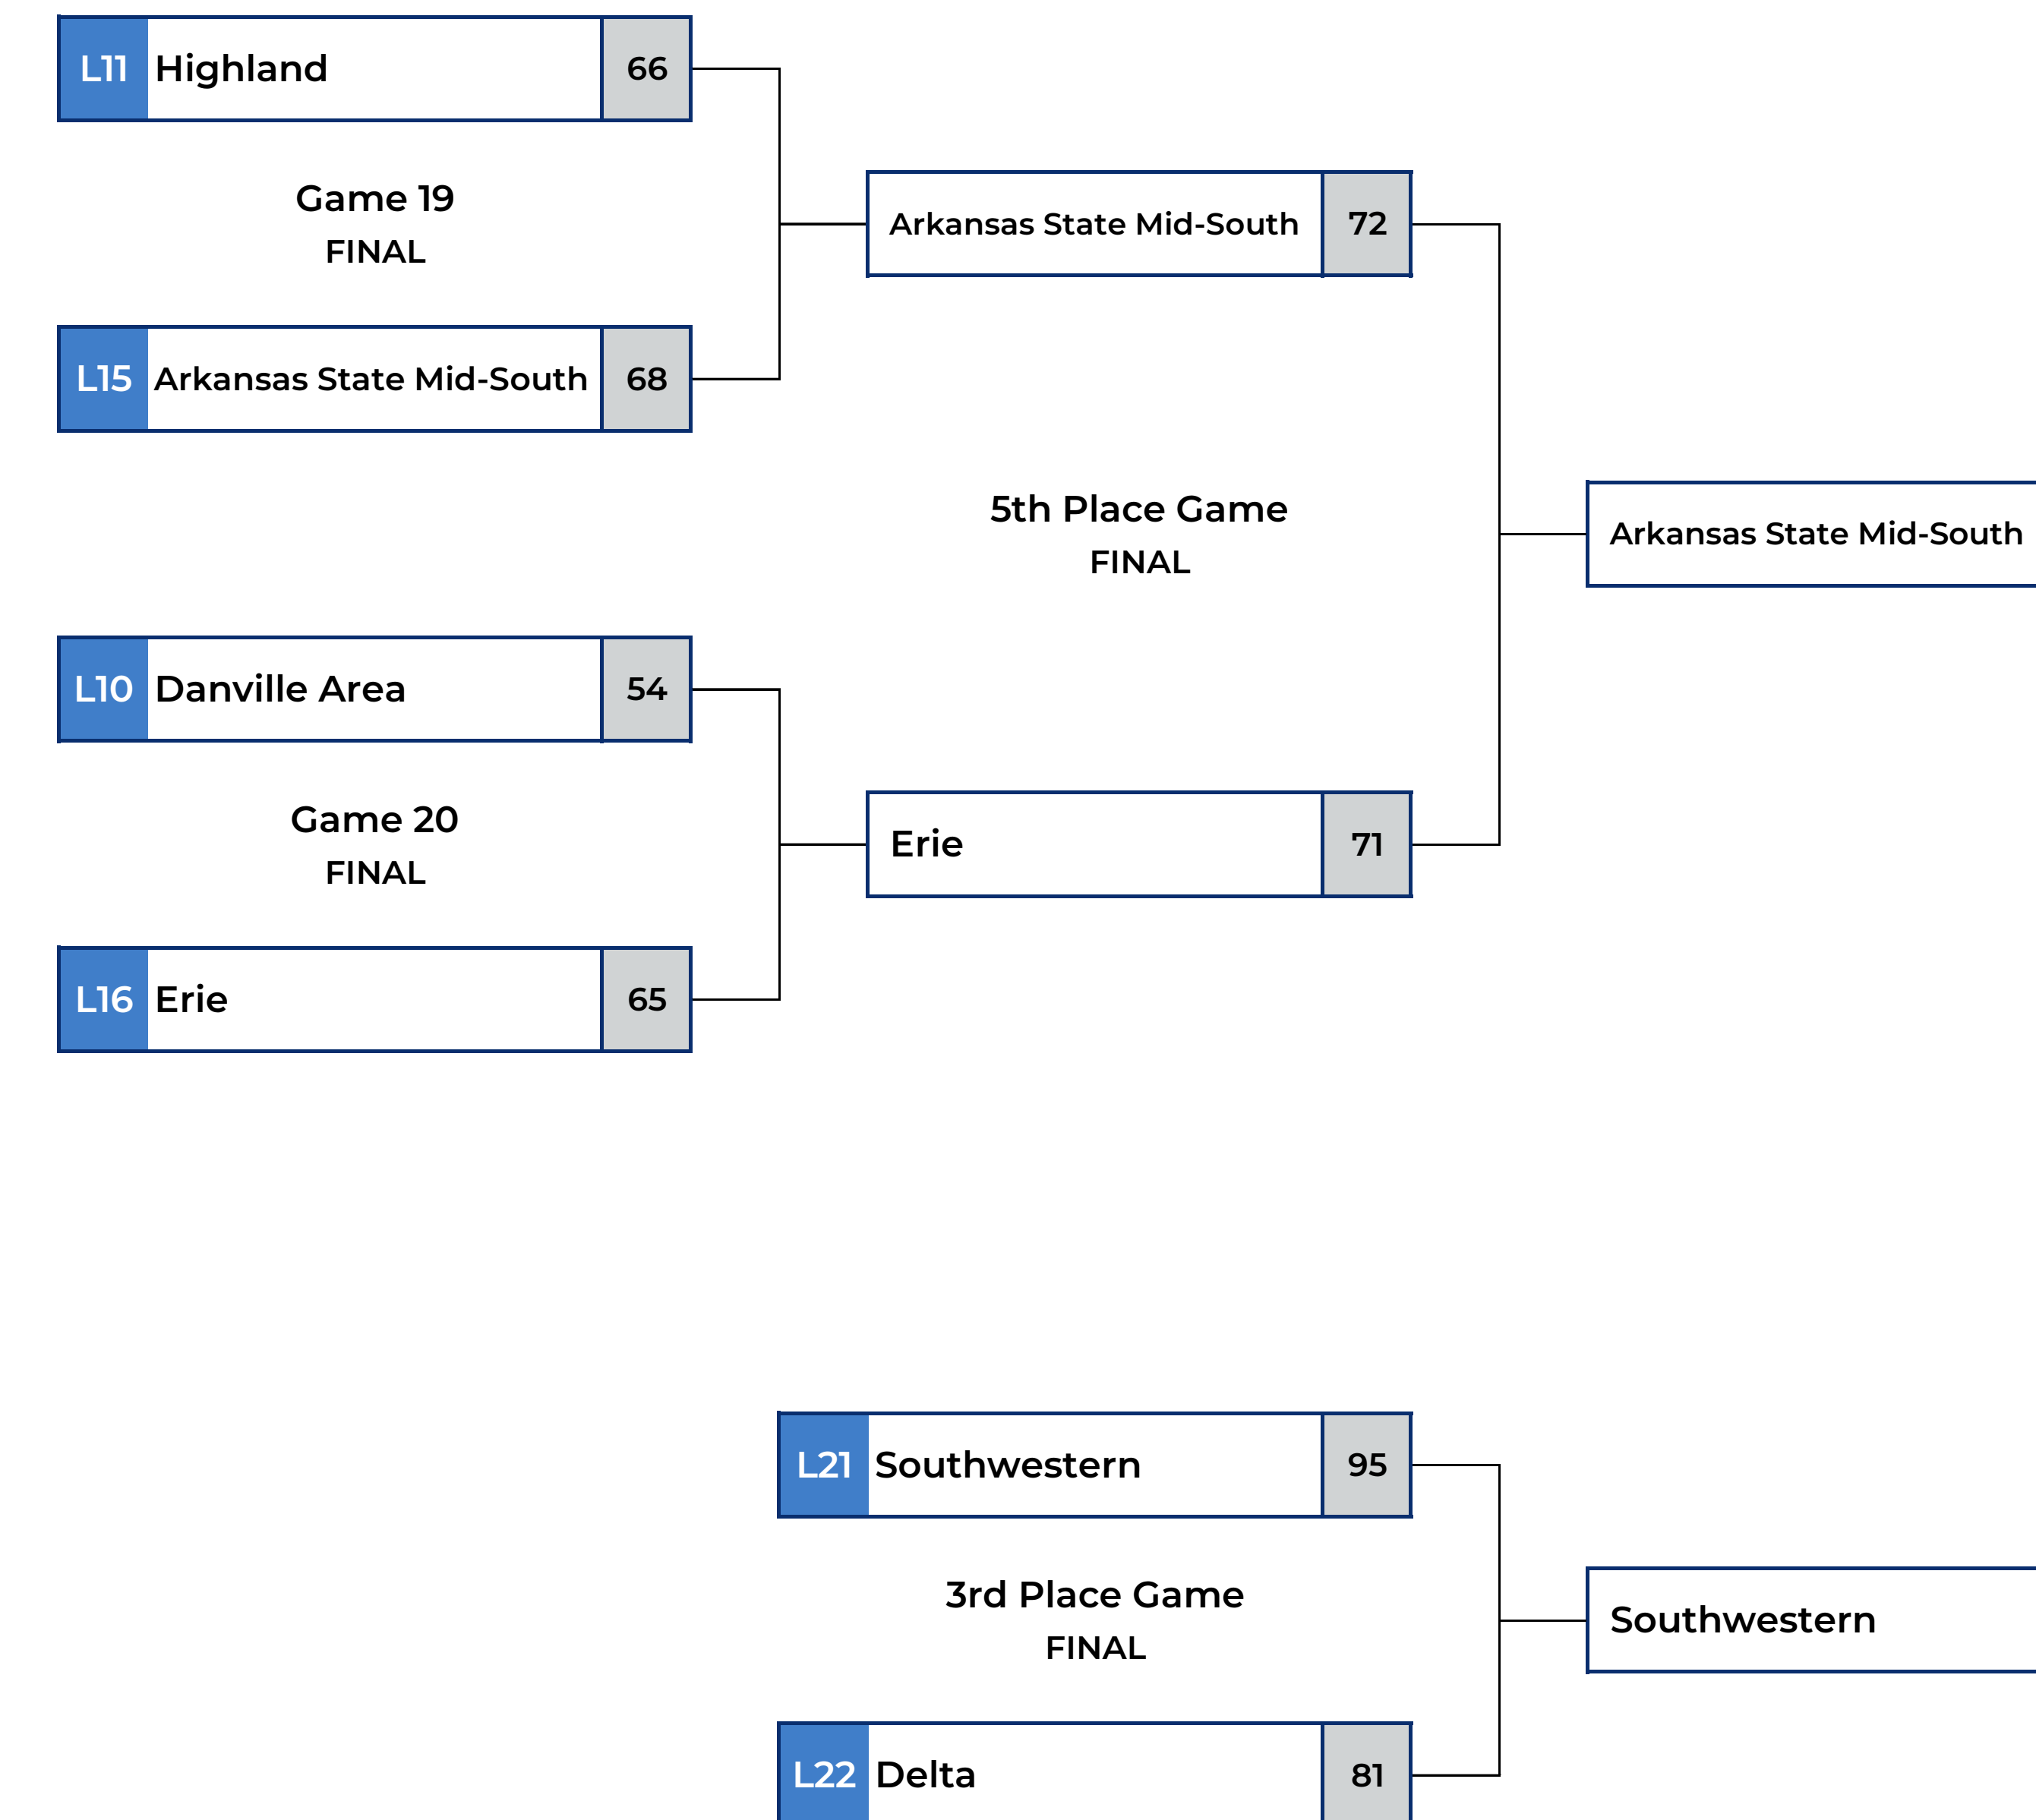 L11 Highland 66
Game 19
FINAL
L15 Arkansas State Mid-South 68
Arkansas State Mid-South 72
5th Place Game
FINAL
Arkansas State Mid-South
L10 Danville Area 54
Game 20
FINAL
L16 Erie 65
Erie 71
L21 Southwestern 95
3rd Place Game
FINAL
Southwestern
L22 Delta 81